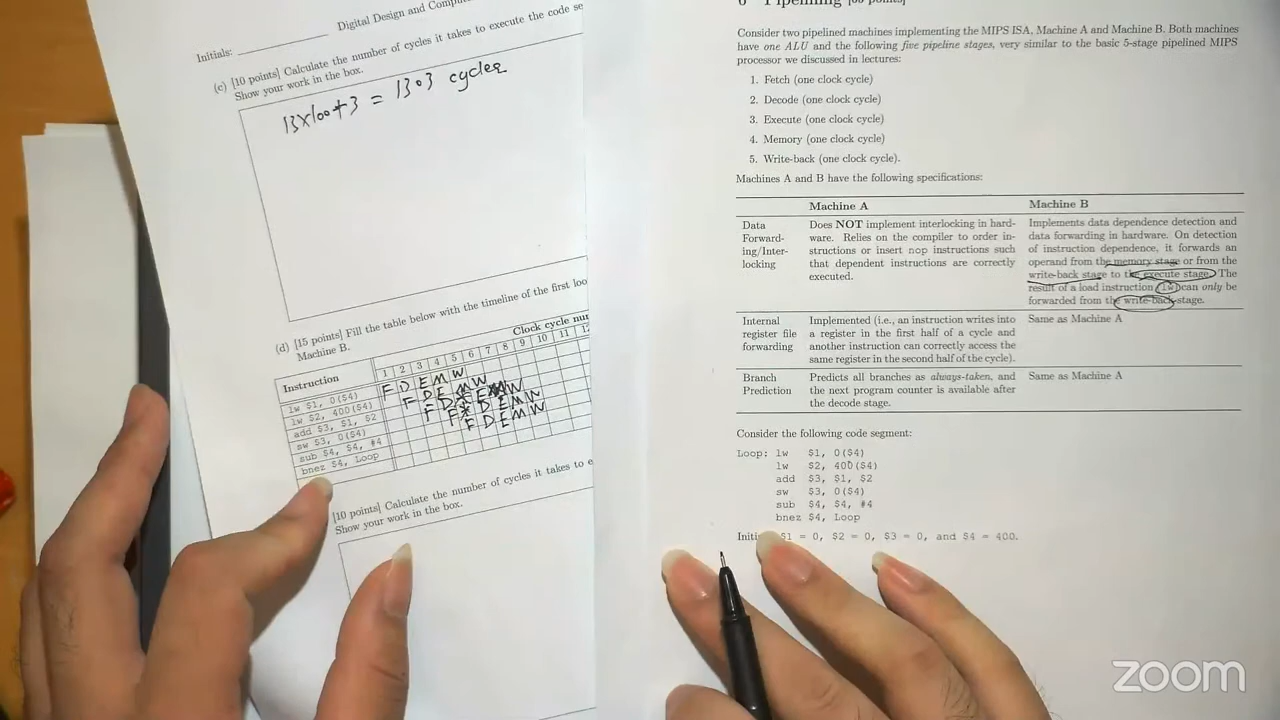 Digital Design and
Initials:
(c) [10 points] Calculate the number of cycles it takes to execute the code
Show your work in the box.
13x100+3 = 1303 cycles
(d) [15 points] Fill the table below with the timeline of the first
Machine B.
Instruction
Clock cycle
1 2 3 4 5 6 7 8 9 10 11
lw $1, 0($4) F D E M W
lw $2, 400($4) F D E M W
add $3, $1, $2
sw $3, 0($4)
sub $4, $4, #4
bnez $4, Loop
[10 points] Calculate the number of cycles it takes to
Show your work in the box.
6 Pipelining
Consider two pipelined machines implementing the MIPS ISA, Machine A and Machine B. Both machines
have one ALU and the following five pipeline stages, very similar to the basic 5-stage pipelined MIPS
processor we discussed in lectures:
1. Fetch (one clock cycle)
2. Decode (one clock cycle)
3. Execute (one clock cycle)
4. Memory (one clock cycle)
5. Write-back (one clock cycle).
Machines A and B have the following specifications:
Machine A
Machine B
Data
Forward-
ing/Inter-
locking
Does NOT implement interlocking in hard-
ware. Relies on the compiler to order in-
structions or insert nop instructions such
that dependent instructions are correctly
executed.
Implements data dependence detection and
data forwarding in hardware. On detection
of instruction dependence, it forwards an
operand from the memory stage or from the
write-back stage to the execute stage. The
result of a load instruction (lw) can only be
forwarded from the write-back stage.
Internal
register file
forwarding
Implemented (i.e., an instruction writes into
a register in the first half of a cycle and
another instruction can correctly access the
same register in the second half of the cycle).
Same as Machine A
Branch
Prediction
Predicts all branches as always-taken, and
the next program counter is available after
the decode stage.
Same as Machine A
Consider the following code segment:
Loop: lw $1, 0($4)
lw $2, 400($4)
add $3, $1, $2
sw $3, 0($4)
sub $4, $4, #4
bnez $4, Loop
$1 = 0, $2 = 0, $3 = 0, and $4 = 400.
zoom